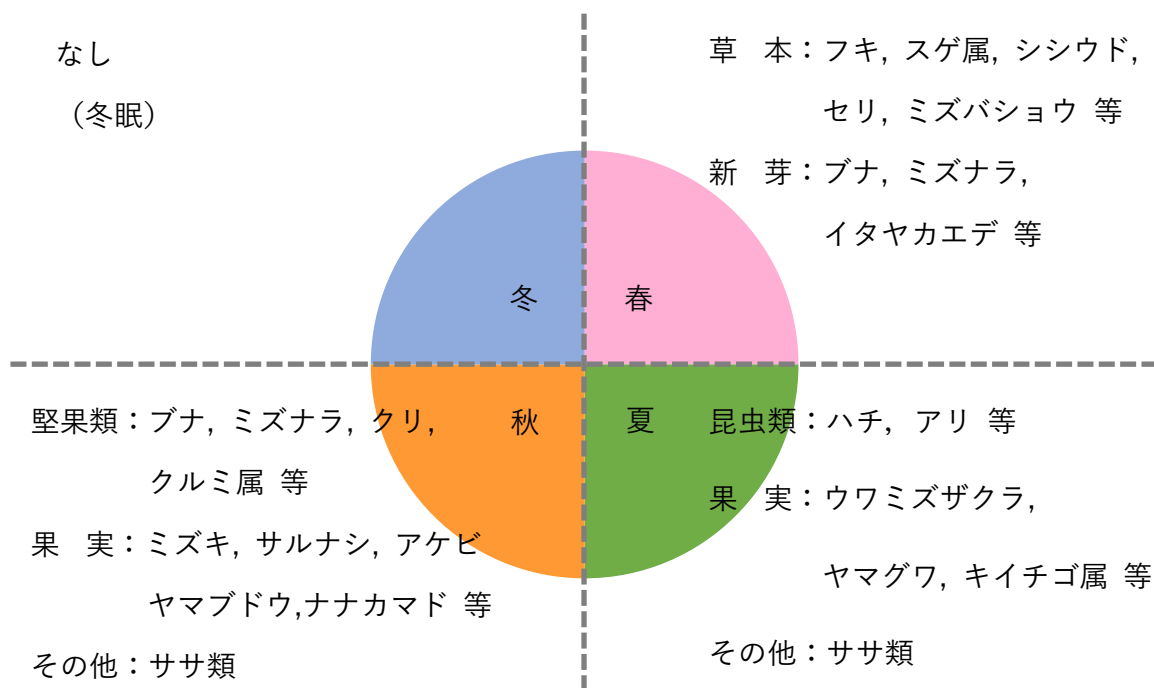 なし
（冬眠）
草 本：フキ, スゲ属, シシウド,
セリ, ミズバショウ 等
新 芽：ブナ, ミズナラ,
イタヤカエデ 等
冬
春
秋
夏
堅果類：ブナ, ミズナラ, クリ,
クルミ属 等
果 実：ミズキ, サルナシ, アケビ
ヤマブドウ,ナナカマド 等
その他：ササ類
昆虫類：ハチ, アリ 等
果 実：ウワミズザクラ,
ヤマグワ, キイチゴ属 等
その他：ササ類